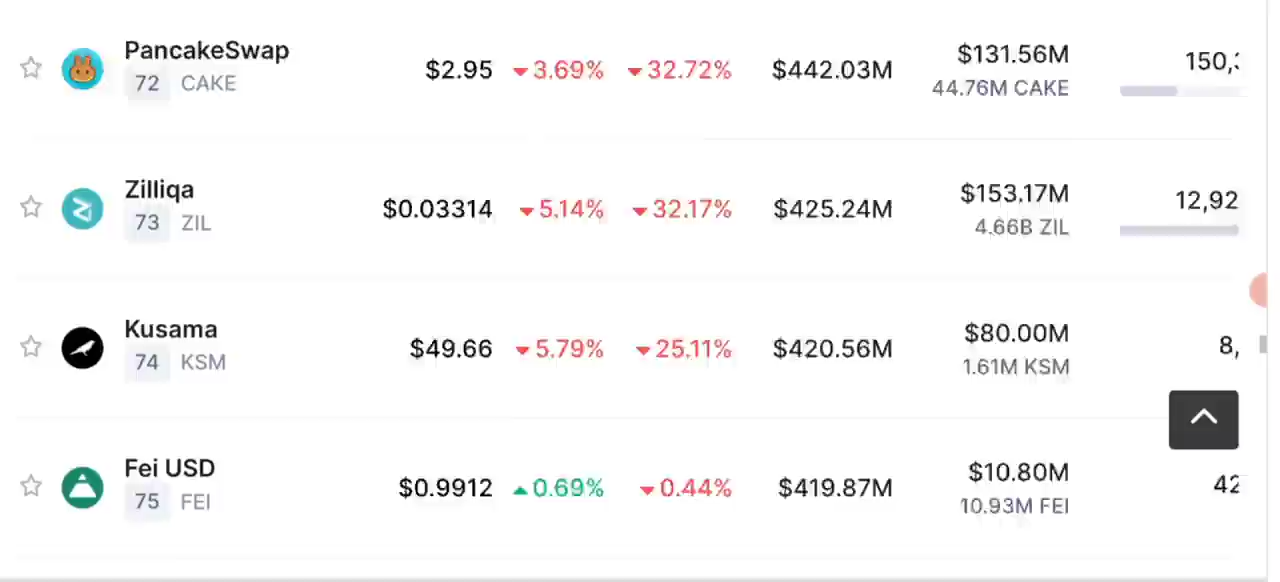 PancakeSwap
72 CAKE
$2.95 3.69% 32.72% $442.03M
$131.56M
44.76M CAKE
Zilliqa
73 ZIL
$0.03314 5.14% 32.17% $425.24M
$153.17M
4.66B ZIL
12,92
Kusama
74 KSM
$49.66 5.79% 25.11% $420.56M
$80.00M
1.61M KSM
8,
Fei USD
75 FEI
$0.9912 0.69% 0.44% $419.87M
$10.80M
10.93M FEI
42